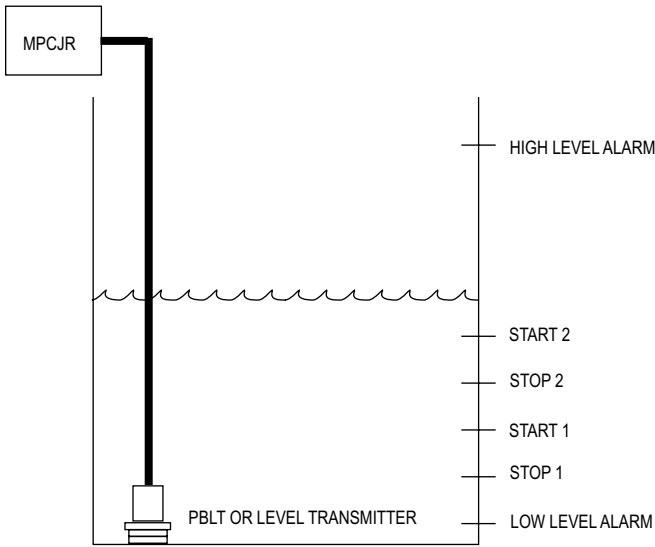 MPCJR
HIGH LEVEL ALARM
START 2
STOP 2
START 1
STOP 1
PBLT OR LEVEL TRANSMITTER
LOW LEVEL ALARM